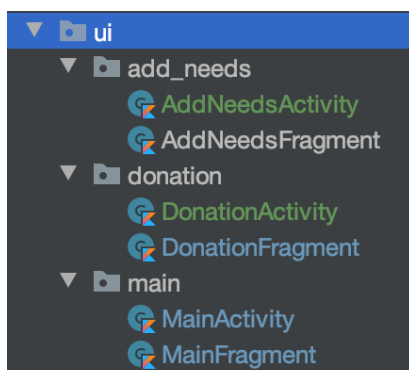 ui
add_needs
AddNeedsActivity
AddNeedsFragment
donation
DonationActivity
DonationFragment
main
MainActivity
MainFragment